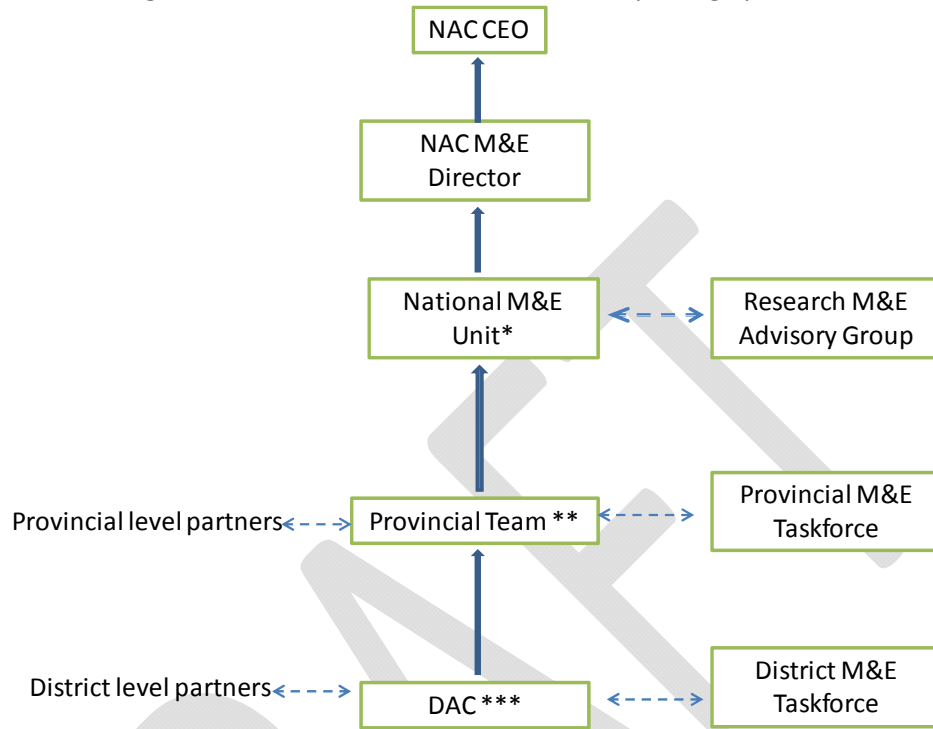 NAC CEO
NAC M&E
Director
National M&E
Unit*
Research M&E
Advisory Group
Provincial level partners
Provincial Team **
Provincial M&E
Taskforce
District level partners
DAC ***
District M&E
Taskforce